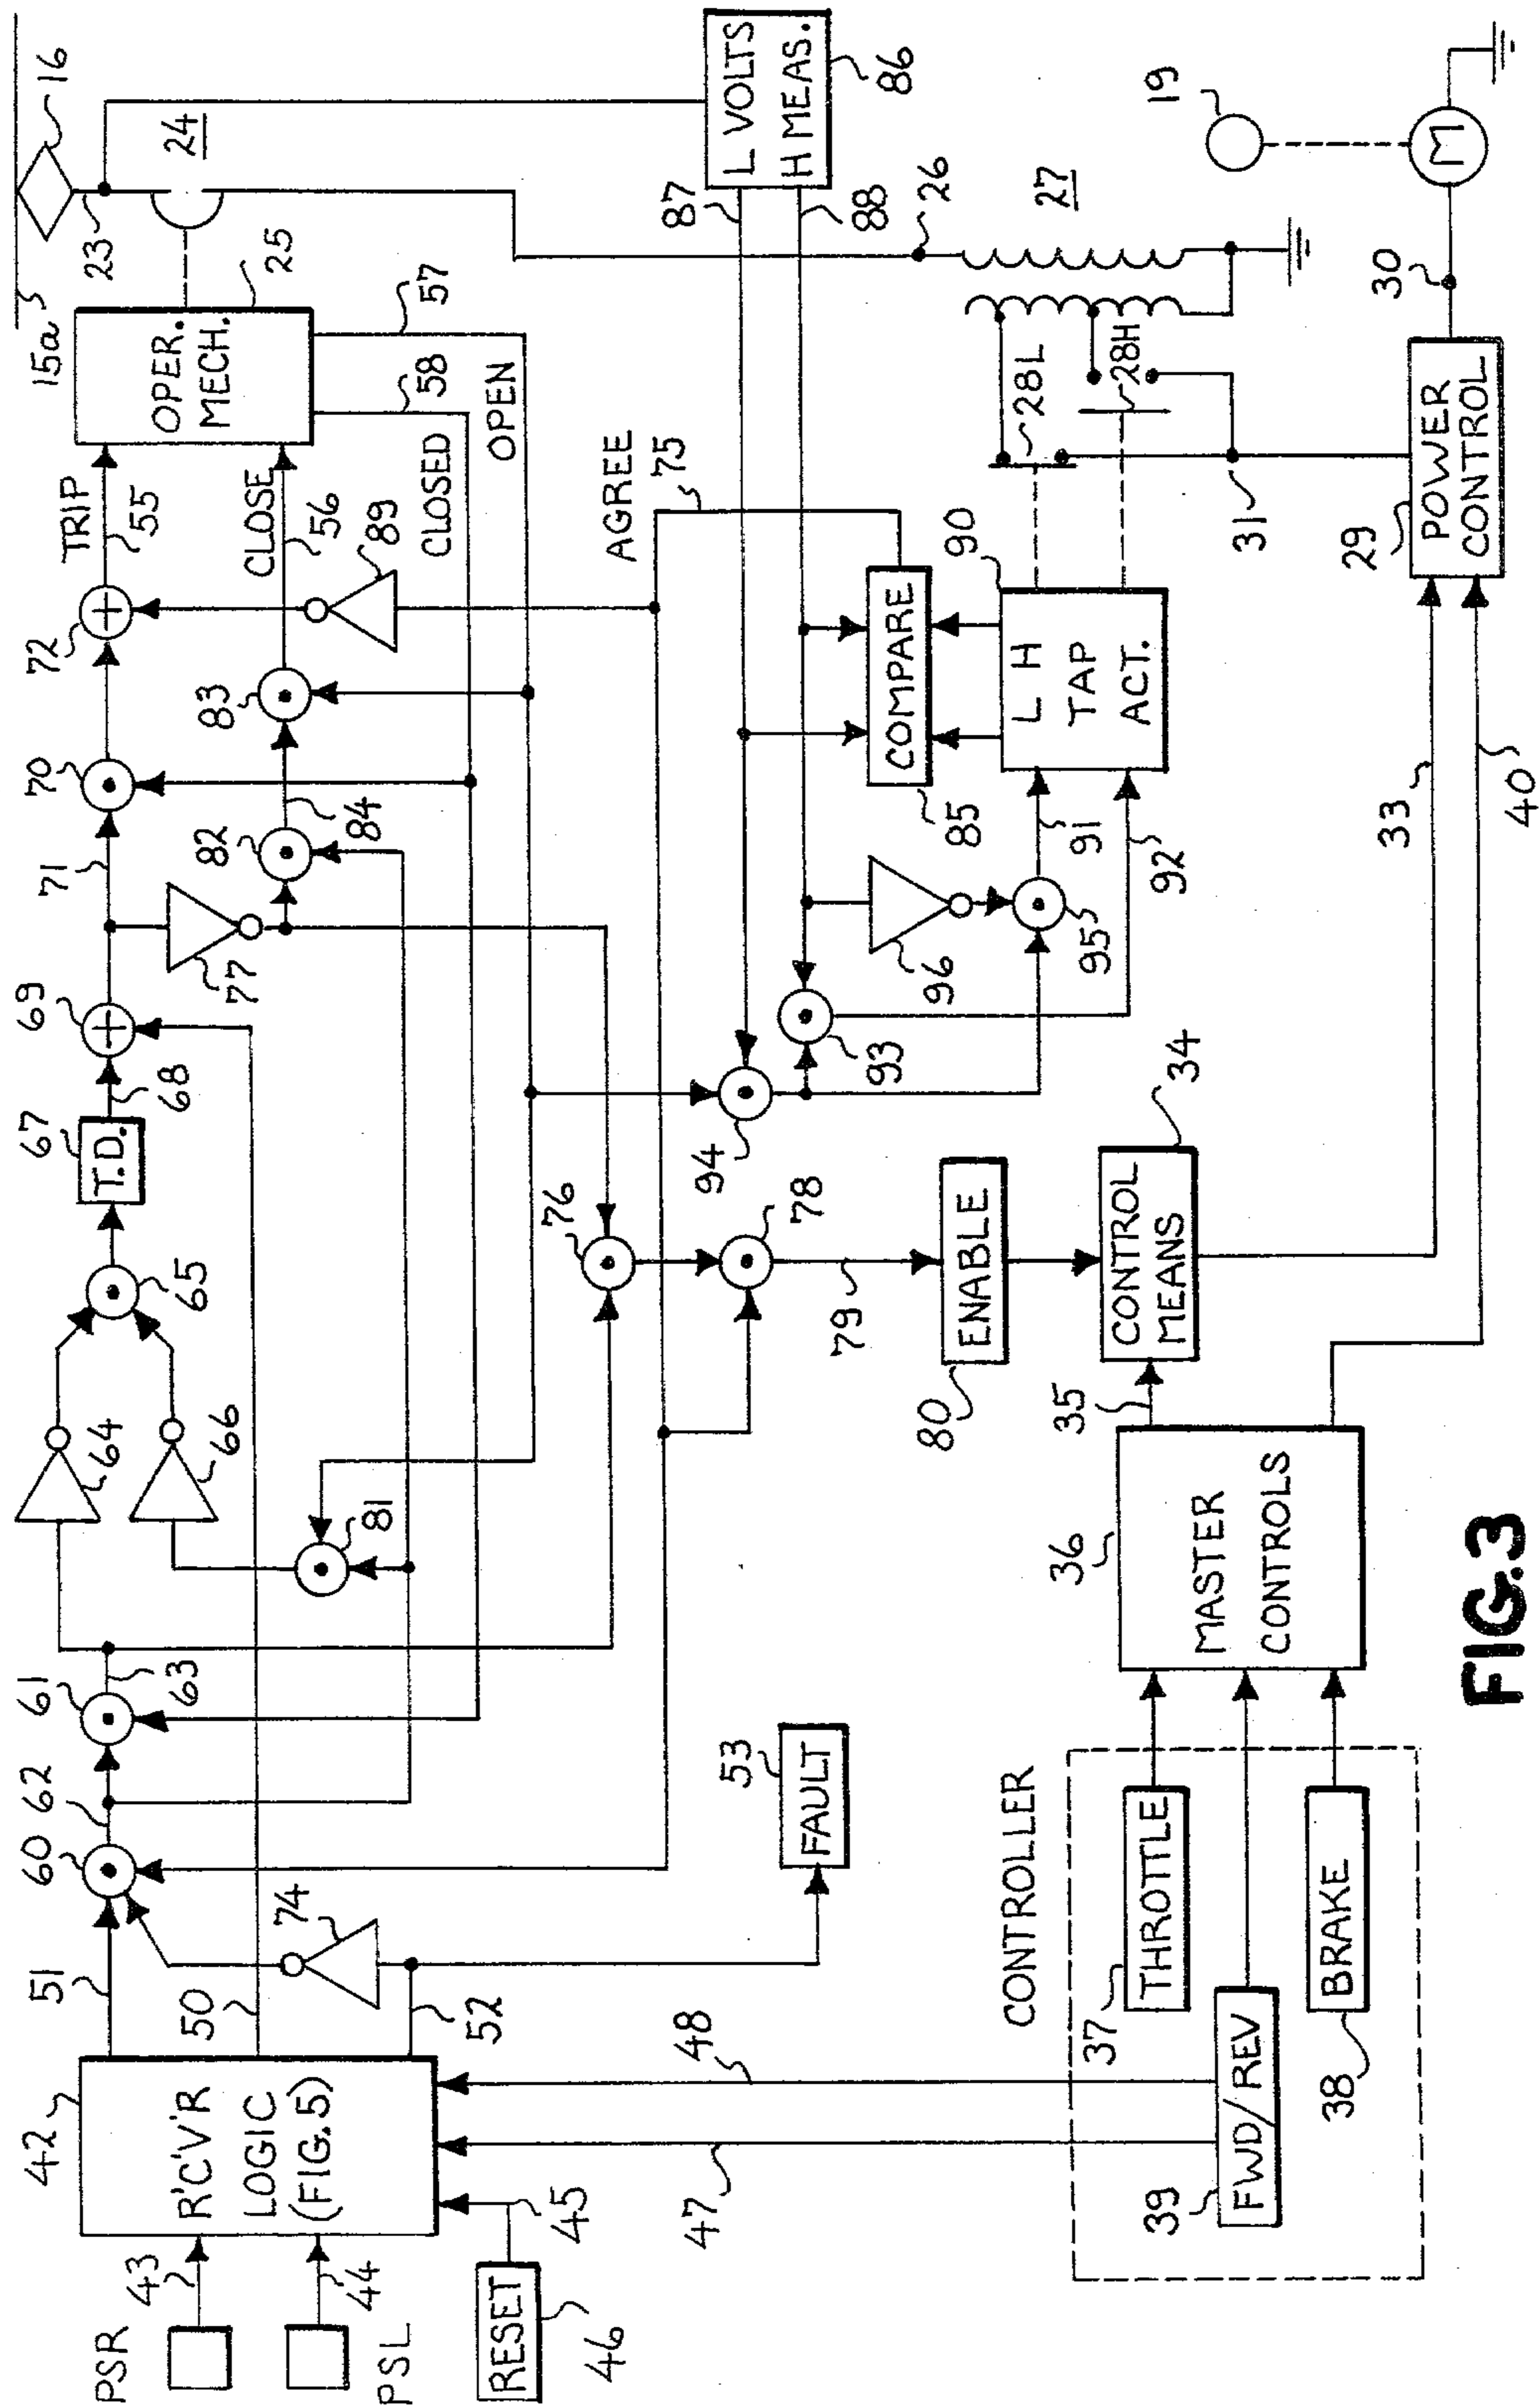 PSR
43
PSL
44
RESET
46
45
42
R'C'V'R
LOGIC
(FIG.5)
51
50
52
74
53
FAULT
60
62
61
63
64
66
81
65
67
T.D.
68
69
77
71
70
82
84
83
72
TRIP
55
CLOSE
56
89
CLOSED
OPEN
58
57
OPER.
MECH.
25
15a
23
16
24
L VOLTS
H MEAS.
86
87
88
26
27
28L
28H
31
AGREE
75
COMPARE
85
90
L H
TAP
ACT.
91
92
95
96
93
94
76
78
79
ENABLE
80
CONTROL
MEANS
34
35
36
MASTER
CONTROLS
33
40
29
POWER
CONTROL
30
M
19
CONTROLLER
37
THROTTLE
39
FWD/REV
38
BRAKE
47
48
FIG.3